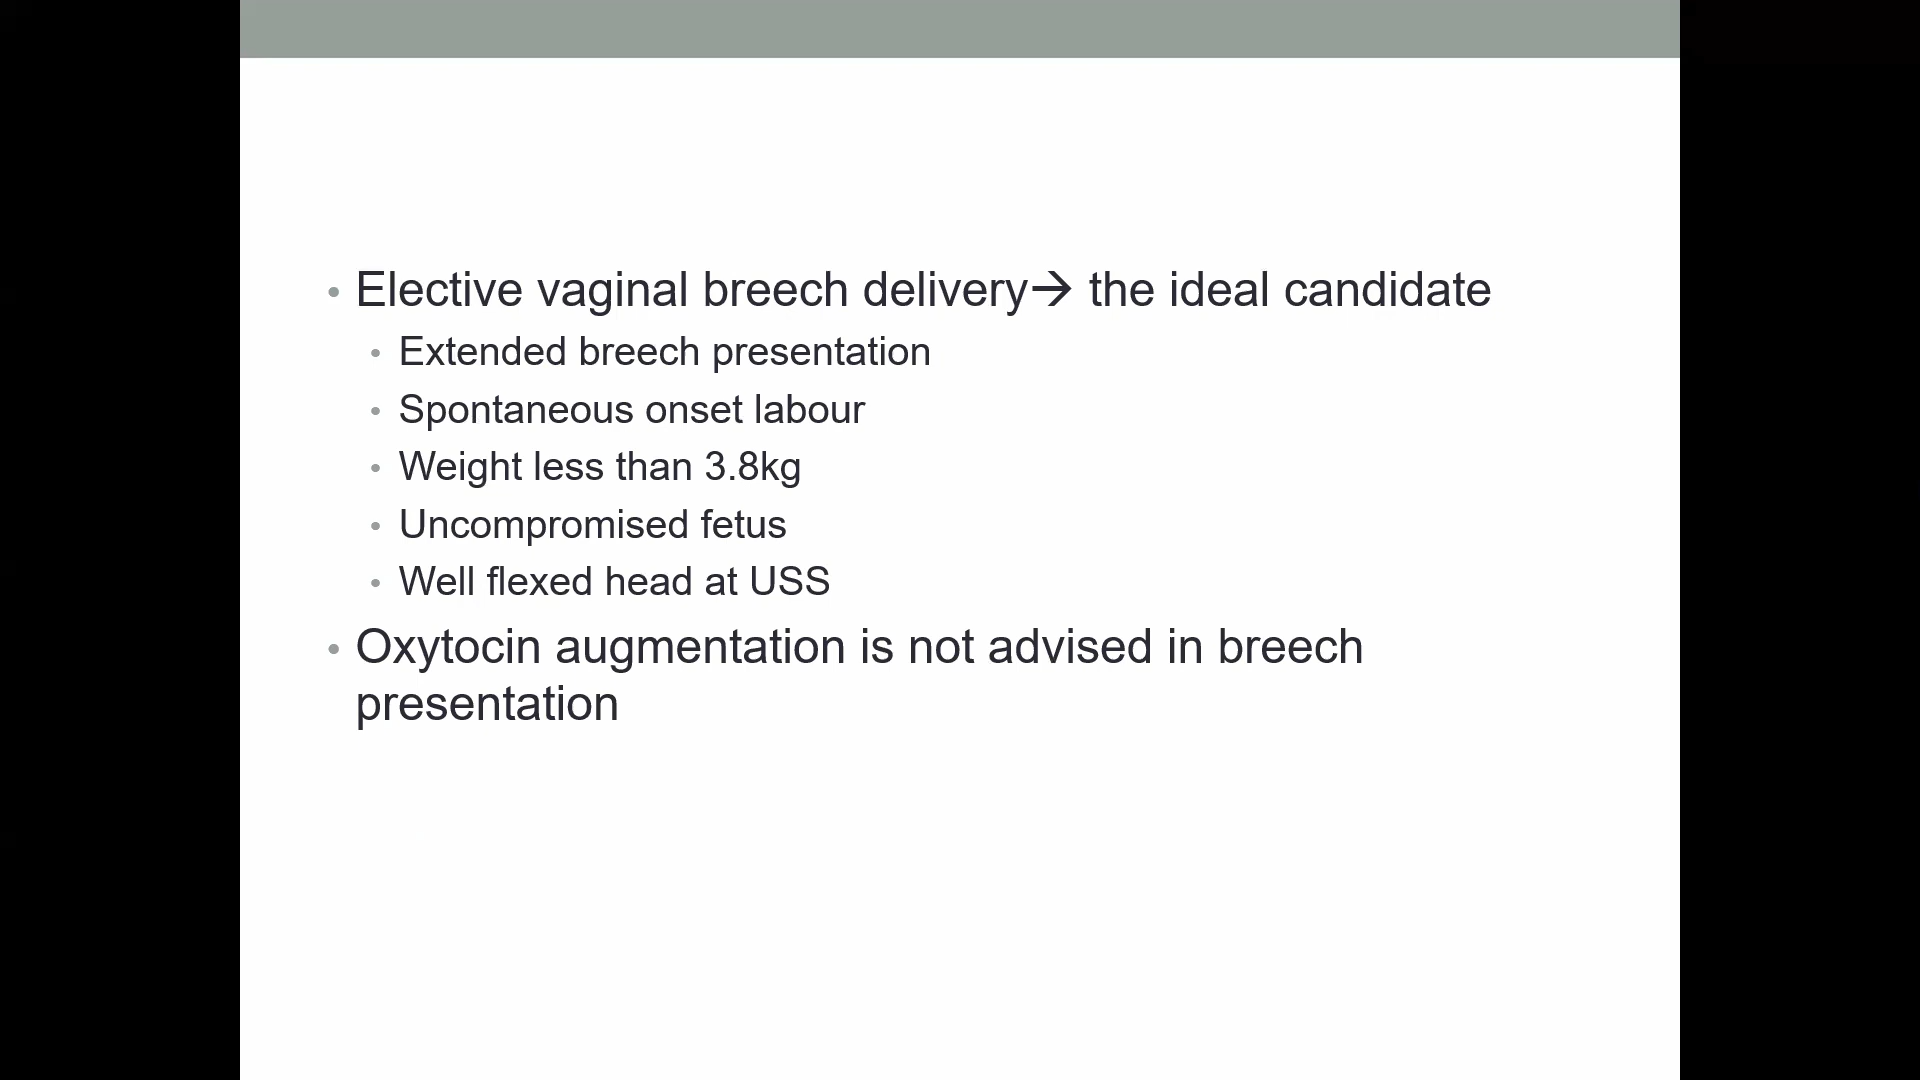 • Elective vaginal breech delivery→ the ideal candidate
• Extended breech presentation
• Spontaneous onset labour
• Weight less than 3.8kg
• Uncompromised fetus
• Well flexed head at USS
• Oxytocin augmentation is not advised in breech
presentation